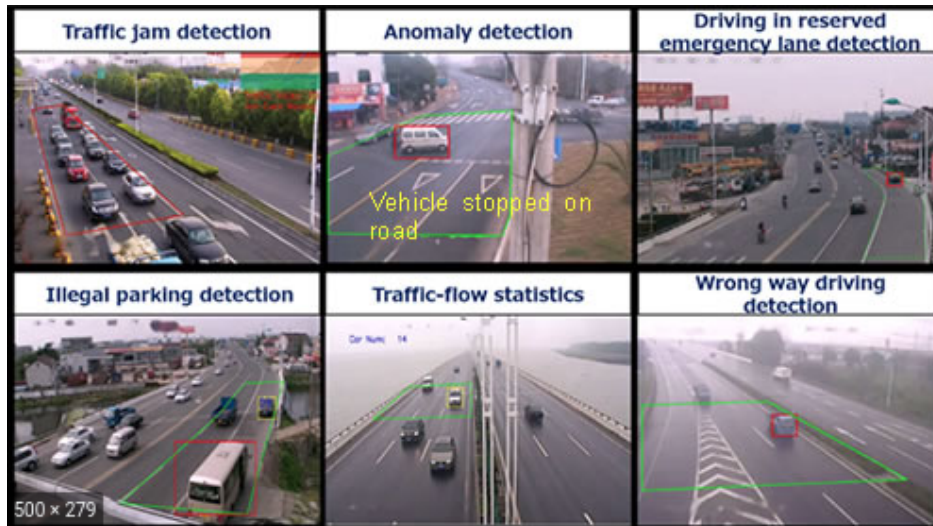 Traffic jam detection
Anomaly detection
Driving in reserved
emergency lane detection
Vehicle stopped on
road
Illegal parking detection
Traffic-flow statistics
Wrong way driving
detection
Car Num: 14
500 × 279